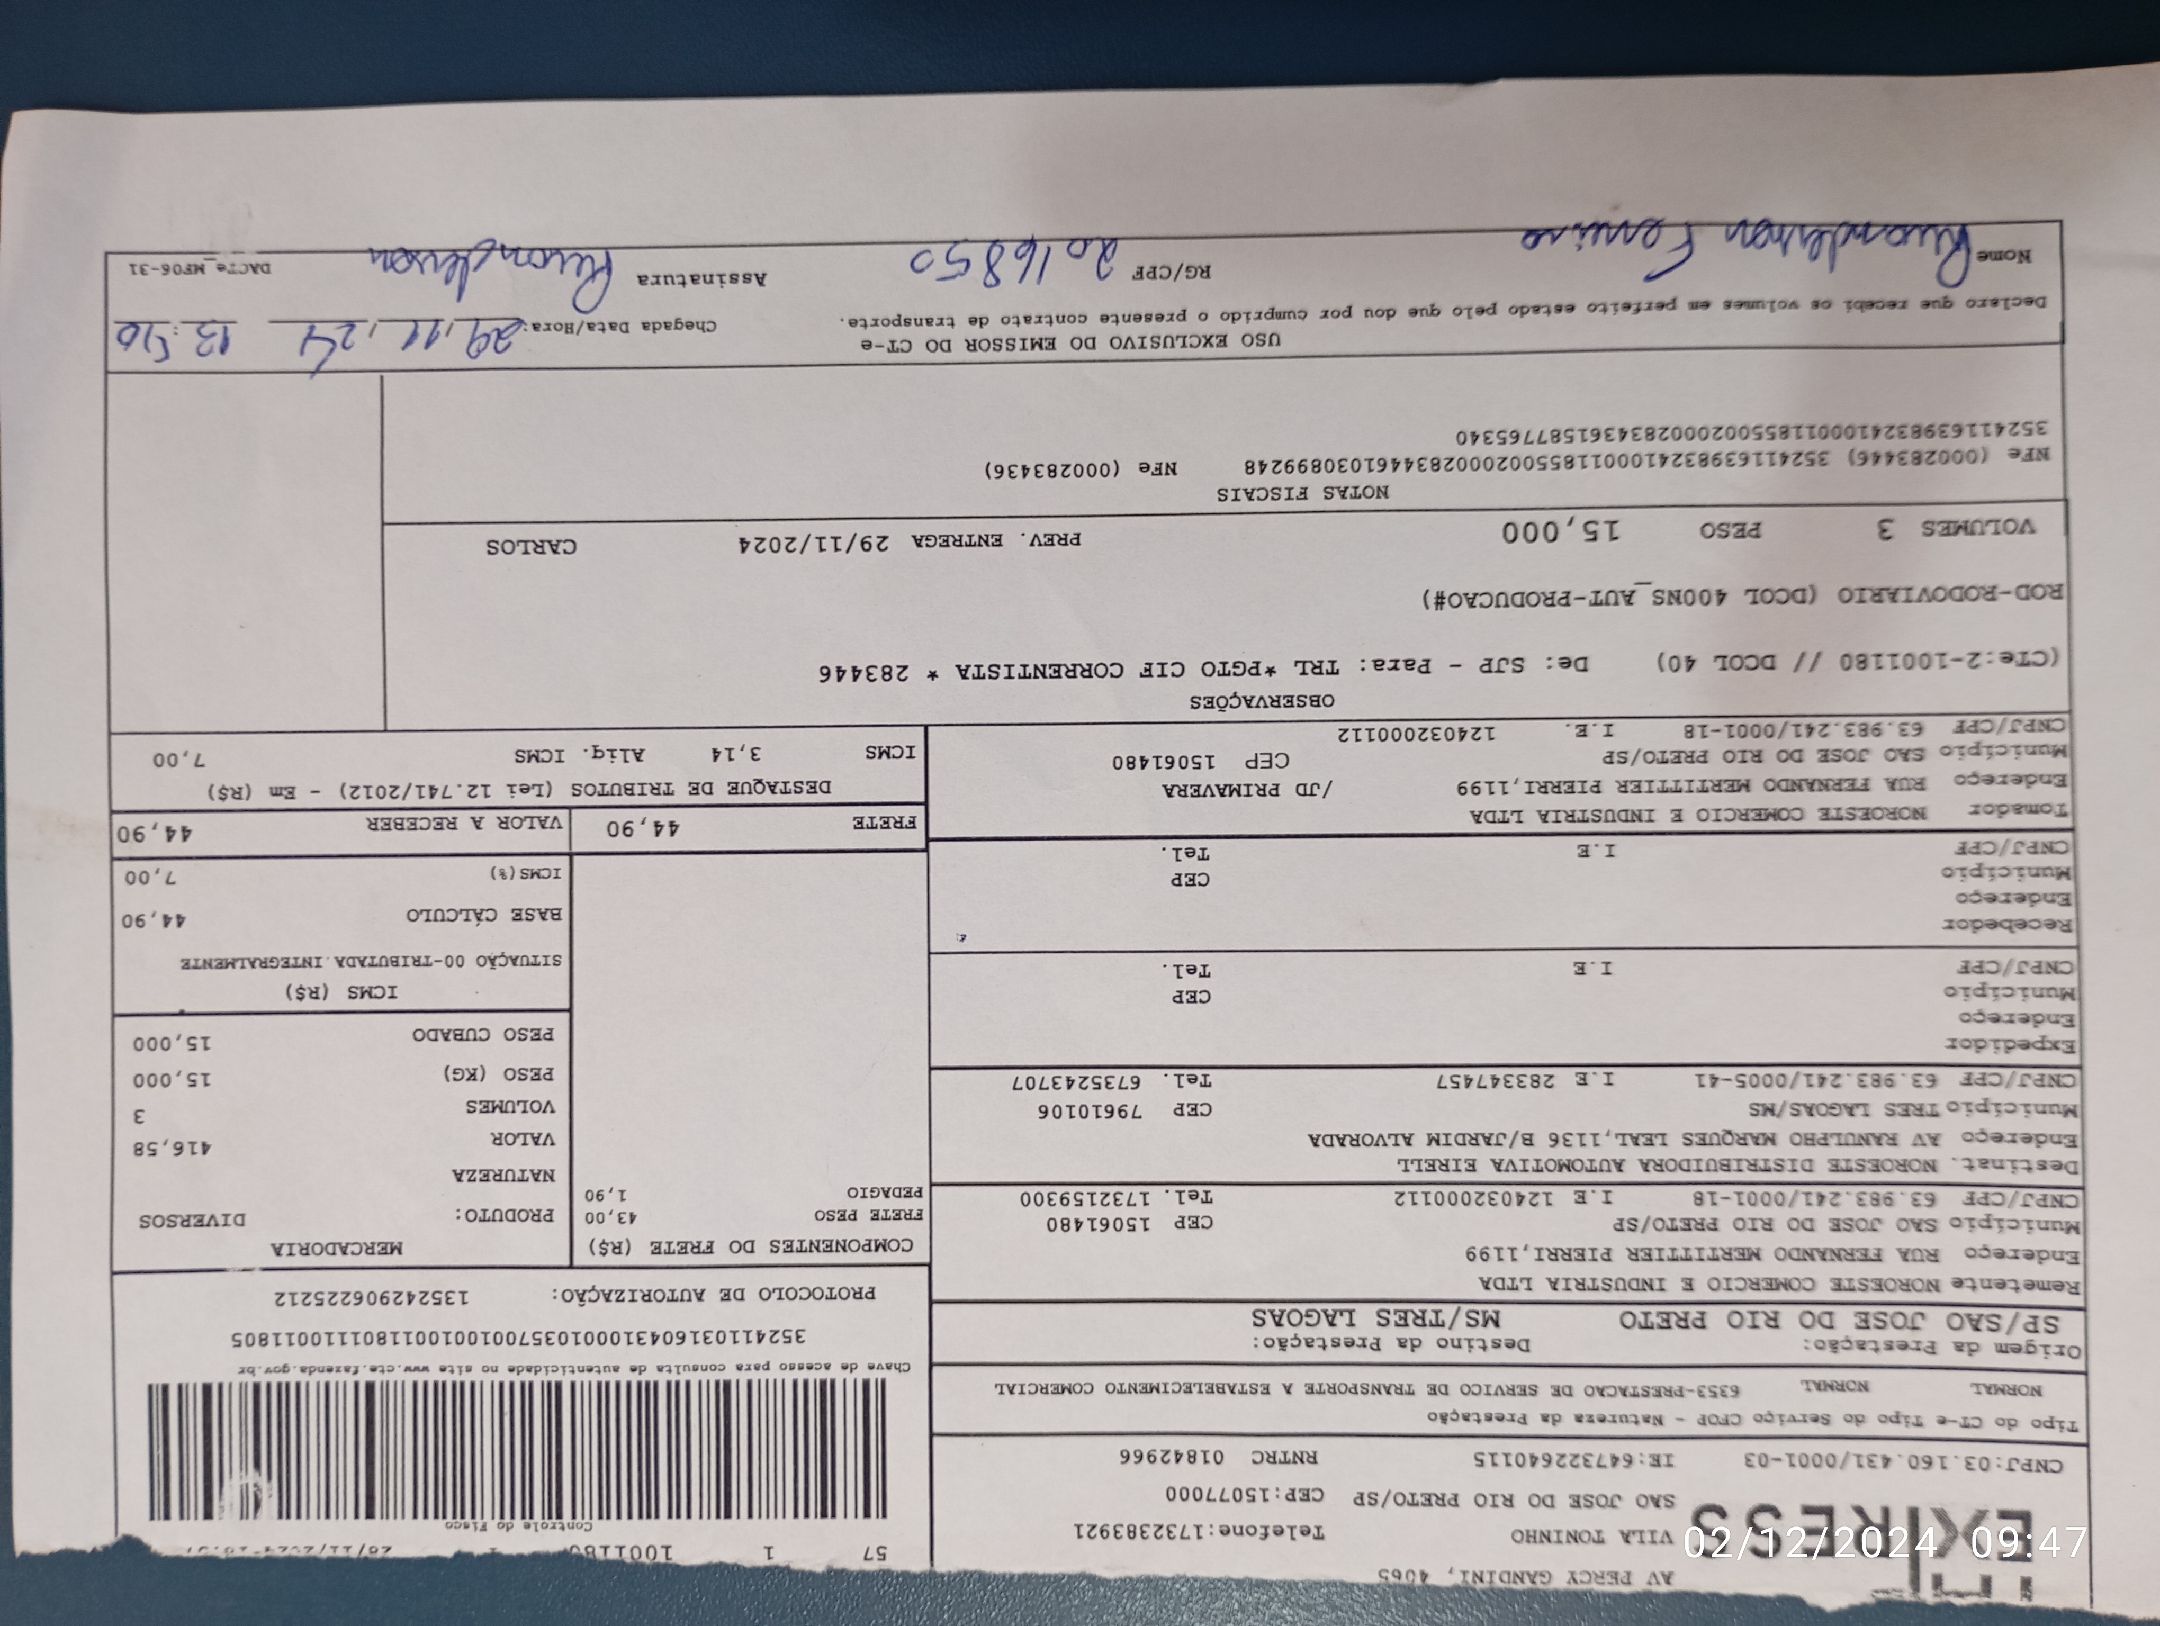 AV PERCY GANDINI, 4065
VILA TONINHO Telefone:1732383921
SAO JOSE DO RIO PRETO/SP CEP:15077000
CNPJ:03.160.431/0001-03 IE:647322640115 RNTRC 01842966
57 1 1001180
Controle do Fisco
Chave de acesso para consulta de autenticidade no site www.cte.fazenda.gov.br
35241103160431000103570010010011801110011805
PROTOCOLO DE AUTORIZAÇÃO: 135242906225212
Tipo do CT-e Tipo do Serviço CFOP - Natureza da Prestação
NORMAL NORMAL 6353-PRESTACAO DE SERVICO DE TRANSPORTE A ESTABELECIMENTO COMERCIAL
Origem da Prestação: Destino da Prestação:
SP/SAO JOSE DO RIO PRETO MS/TRES LAGOAS
Remetente NOROESTE COMERCIO E INDUSTRIA LTDA
Endereço RUA FERNANDO MERTITTIER PIERRI,1199
Município SAO JOSE DO RIO PRETO/SP CEP 15061480
CNPJ/CPF 63.983.241/0001-18 I.E 124032000112 Tel. 1732159300
Destinat. NOROESTE DISTRIBUIDORA AUTOMOTIVA EIRELL
Endereço AV RANULPHO MARQUES LEAL,1136 B/JARDIM ALVORADA
Município TRES LAGOAS/MS CEP 79610106
CNPJ/CPF 63.983.241/0005-41 I.E 283347457 Tel. 6735243707
Expedidor
Endereço
Município CEP
CNPJ/CPF I.E Tel.
Recebedor
Endereço
Município CEP
CNPJ/CPF I.E Tel.
Tomador NOROESTE COMERCIO E INDUSTRIA LTDA
Endereço RUA FERNANDO MERTITTIER PIERRI,1199 /JD PRIMAVERA
Município SAO JOSE DO RIO PRETO/SP CEP 15061480
CNPJ/CPF 63.983.241/0001-18 I.E. 124032000112
COMPONENTES DO FRETE (R$)
FRETE PESO 43,00
PEDAGIO 1,90
MERCADORIA
PRODUTO: DIVERSOS
NATUREZA
VALOR 416,58
VOLUMES 3
PESO (KG) 15,000
PESO CUBADO 15,000
ICMS (R$)
SITUAÇÃO 00-TRIBUTADA INTEGRALMENTE
BASE CÁLCULO 44,90
ICMS(%) 7,00
FRETE 44,90 VALOR A RECEBER 44,90
DESTAQUE DE TRIBUTOS (Lei 12.741/2012) - Em (R$)
ICMS 3,14 Aliq. ICMS 7,00
OBSERVAÇÕES
(CTe:2-1001180 // DCOL 40) De: SJP - Para: TRL *PGTO CIF CORRENTISTA * 283446
ROD-RODOVIARIO (DCOL 400NS_AUT-PRODUCAO#)
VOLUMES 3 PESO 15,000 PREV. ENTREGA 29/11/2024 CARLOS
NOTAS FISCAIS
NFe (000283446) 35241163983241000118550020002834461030899248 NFe (000283436)
35241163983241000118550020002834361587765340
USO EXCLUSIVO DO EMISSOR DO CT-e
Declaro que recebi os volumes em perfeito estado pelo que dou por cumprido o presente contrato de transporte.
Chegada Data/Hora: 29,11,24 13:40
Nome Ferreira RG/CPF 2016850 Assinatura DACTe_MF06-31
02/12/2024 09:47